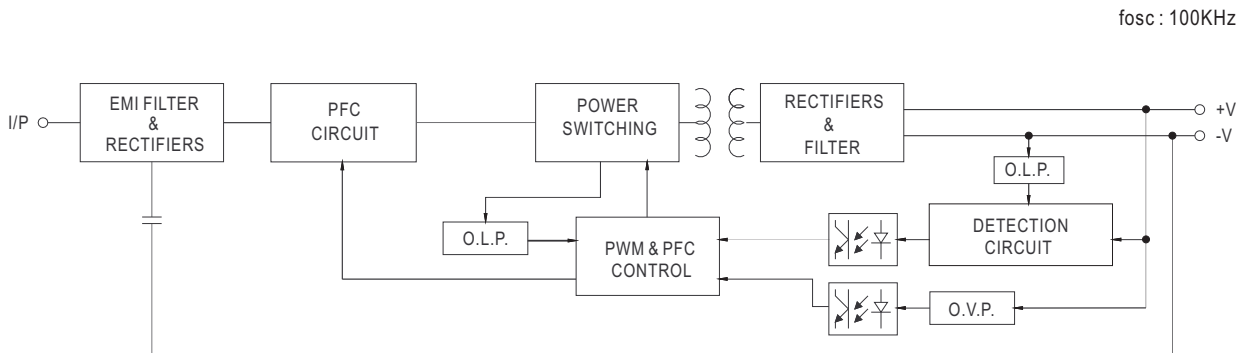 fosc : 100KHz
I/P
EMI FILTER
&
RECTIFIERS
PFC
CIRCUIT
POWER
SWITCHING
RECTIFIERS
&
FILTER
+V
-V
O.L.P.
O.L.P.
PWM & PFC
CONTROL
DETECTION
CIRCUIT
O.V.P.